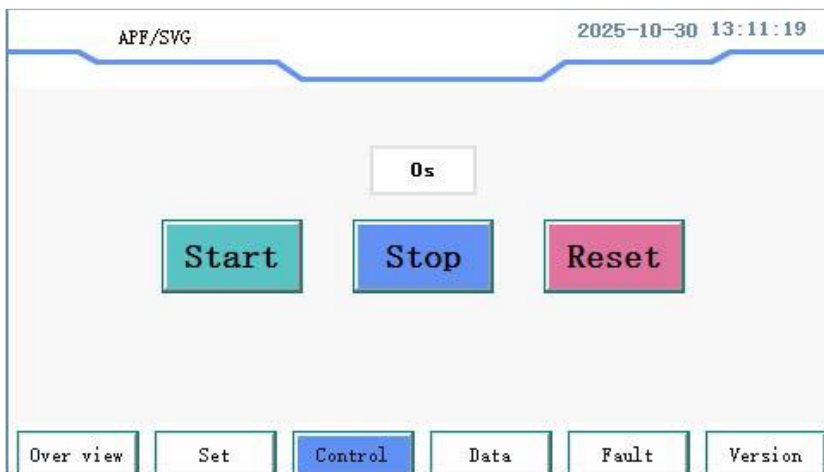 APF/SVG 2025-10-30 13:11:19
0s
Start Stop Reset
Over view Set Control Data Fault Version